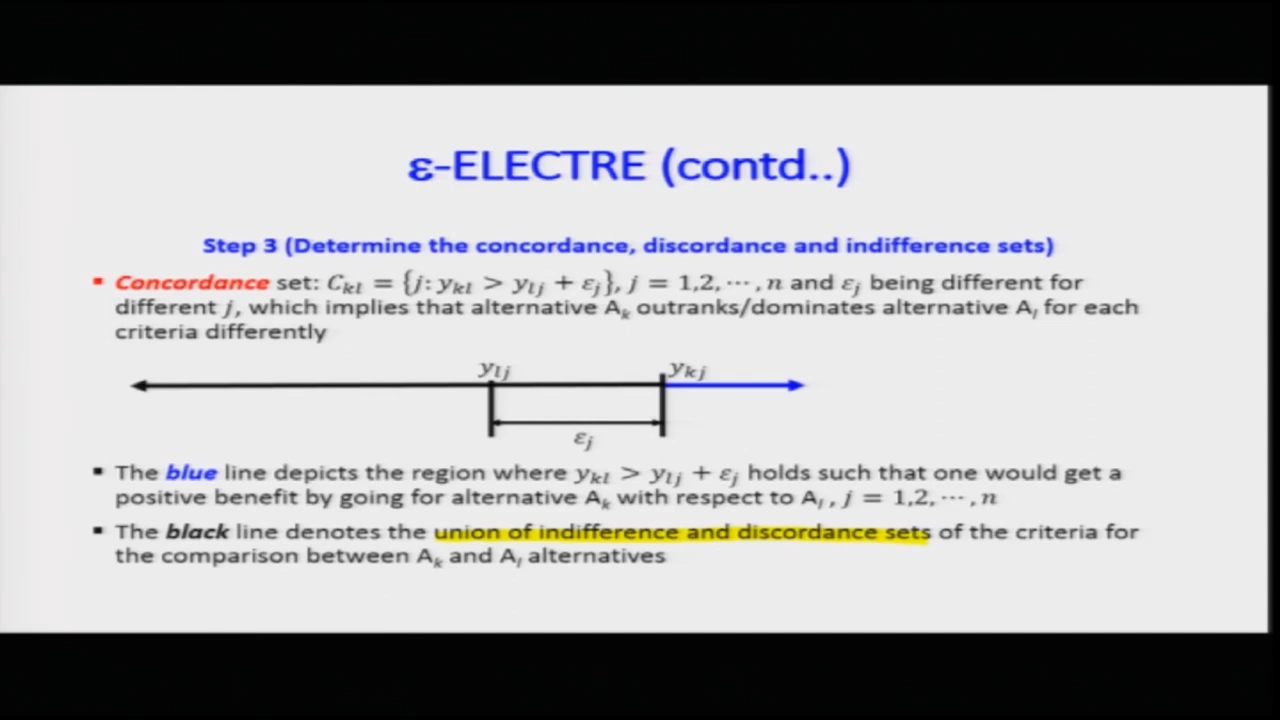 ε-ELECTRE (contd..)
Step 3 (Determine the concordance, discordance and indifference sets)
▪ Concordance set: C_kl = {j: y_kl > y_lj + ε_j}, j = 1,2,⋯,n and ε_j being different for
different j, which implies that alternative A_k outranks/dominates alternative A_l for each
criteria differently
y_lj y_kj
ε_j
▪ The blue line depicts the region where y_kl > y_lj + ε_j holds such that one would get a
positive benefit by going for alternative A_k with respect to A_l, j = 1,2,⋯,n
▪ The black line denotes the union of indifference and discordance sets of the criteria for
the comparison between A_k and A_l alternatives